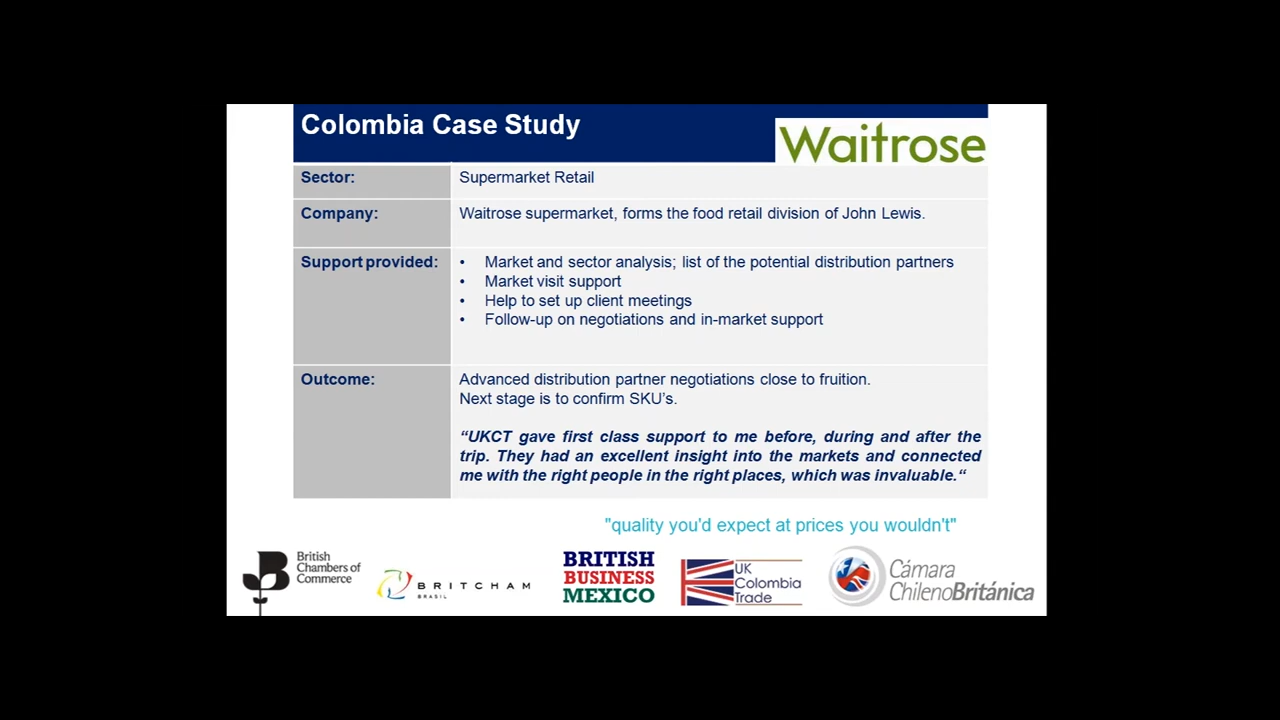 Colombia Case Study
Waitrose
Sector:
Supermarket Retail
Company:
Waitrose supermarket, forms the food retail division of John Lewis.
Support provided:
• Market and sector analysis; list of the potential distribution partners
• Market visit support
• Help to set up client meetings
• Follow-up on negotiations and in-market support
Outcome:
Advanced distribution partner negotiations close to fruition.
Next stage is to confirm SKU's.
“UKCT gave first class support to me before, during and after the
trip. They had an excellent insight into the markets and connected
me with the right people in the right places, which was invaluable.“
"quality you'd expect at prices you wouldn't"
British
Chambers of
Commerce
BRITCHAM
BRASIL
BRITISH
BUSINESS
MEXICO
UK
Colombia
Trade
Cámara
ChilenoBritánica